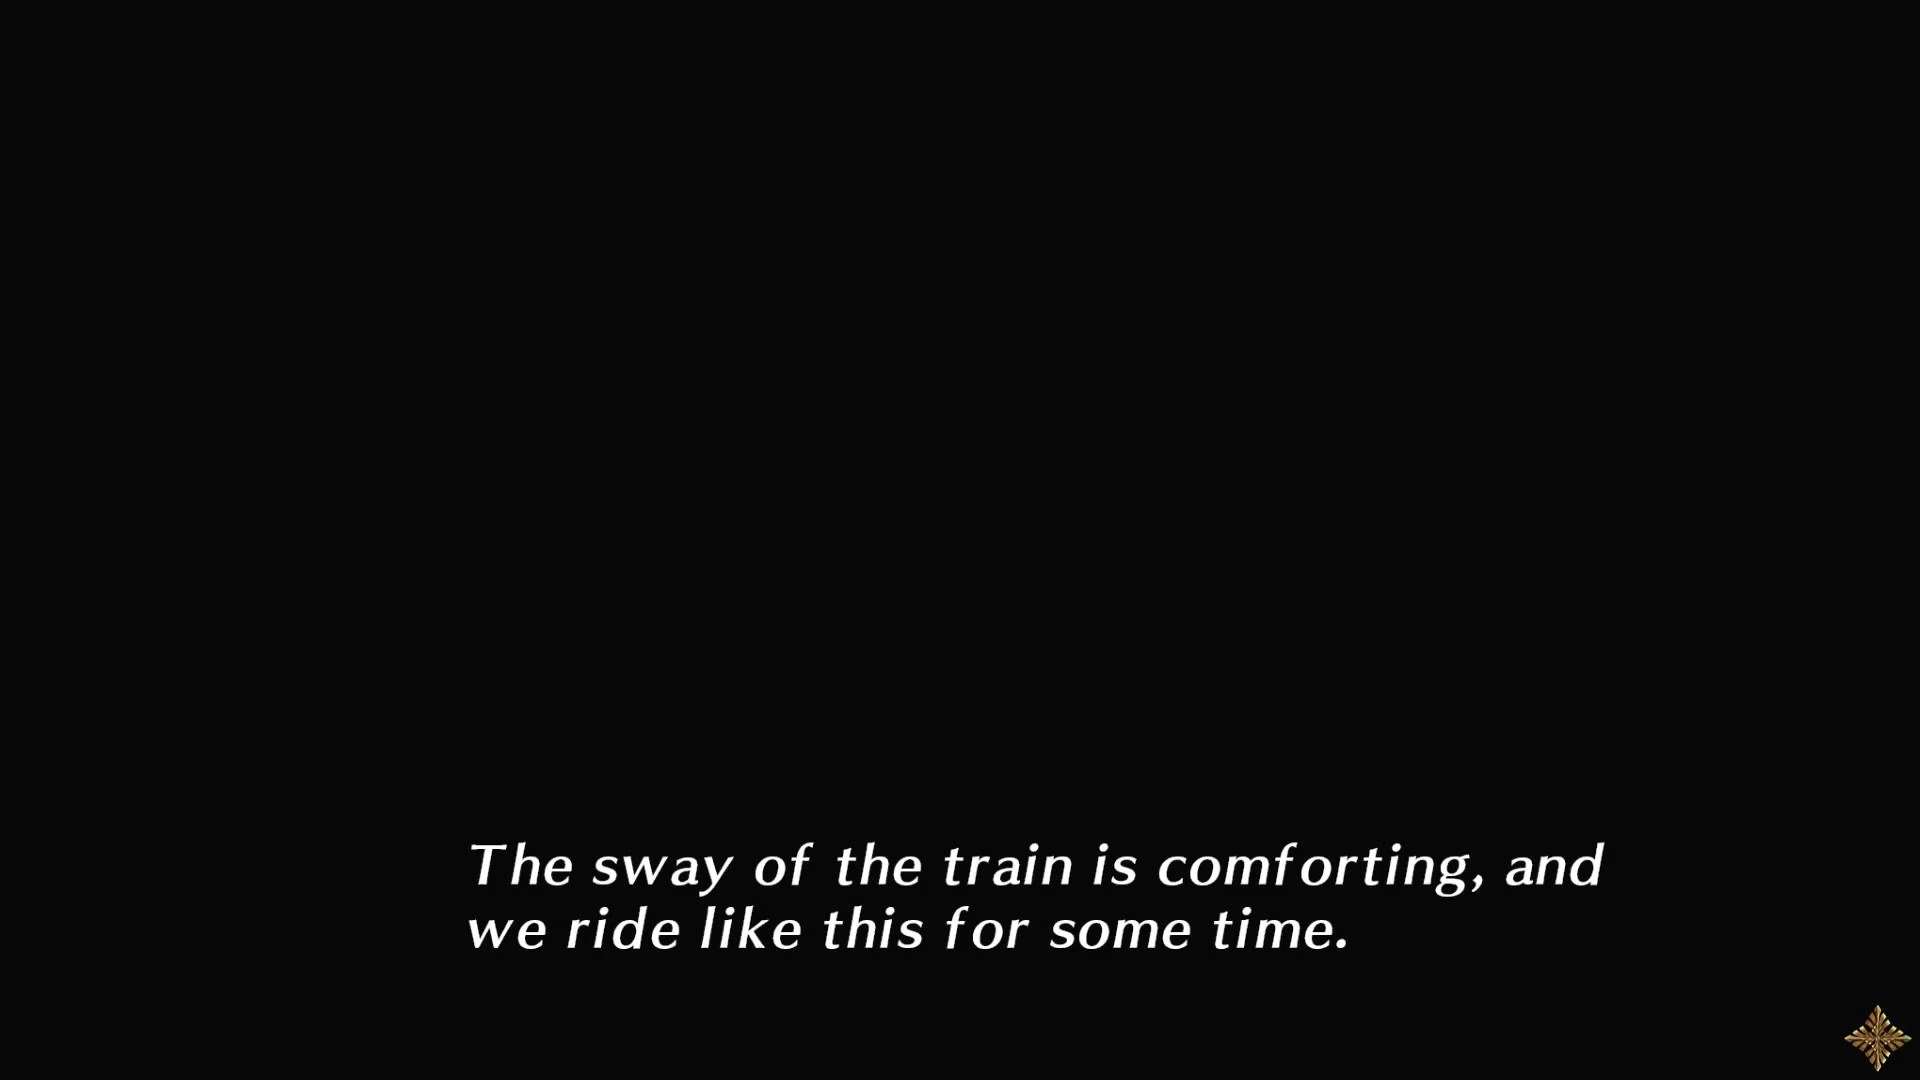 The sway of the train is comforting, and
we ride like this for some time.